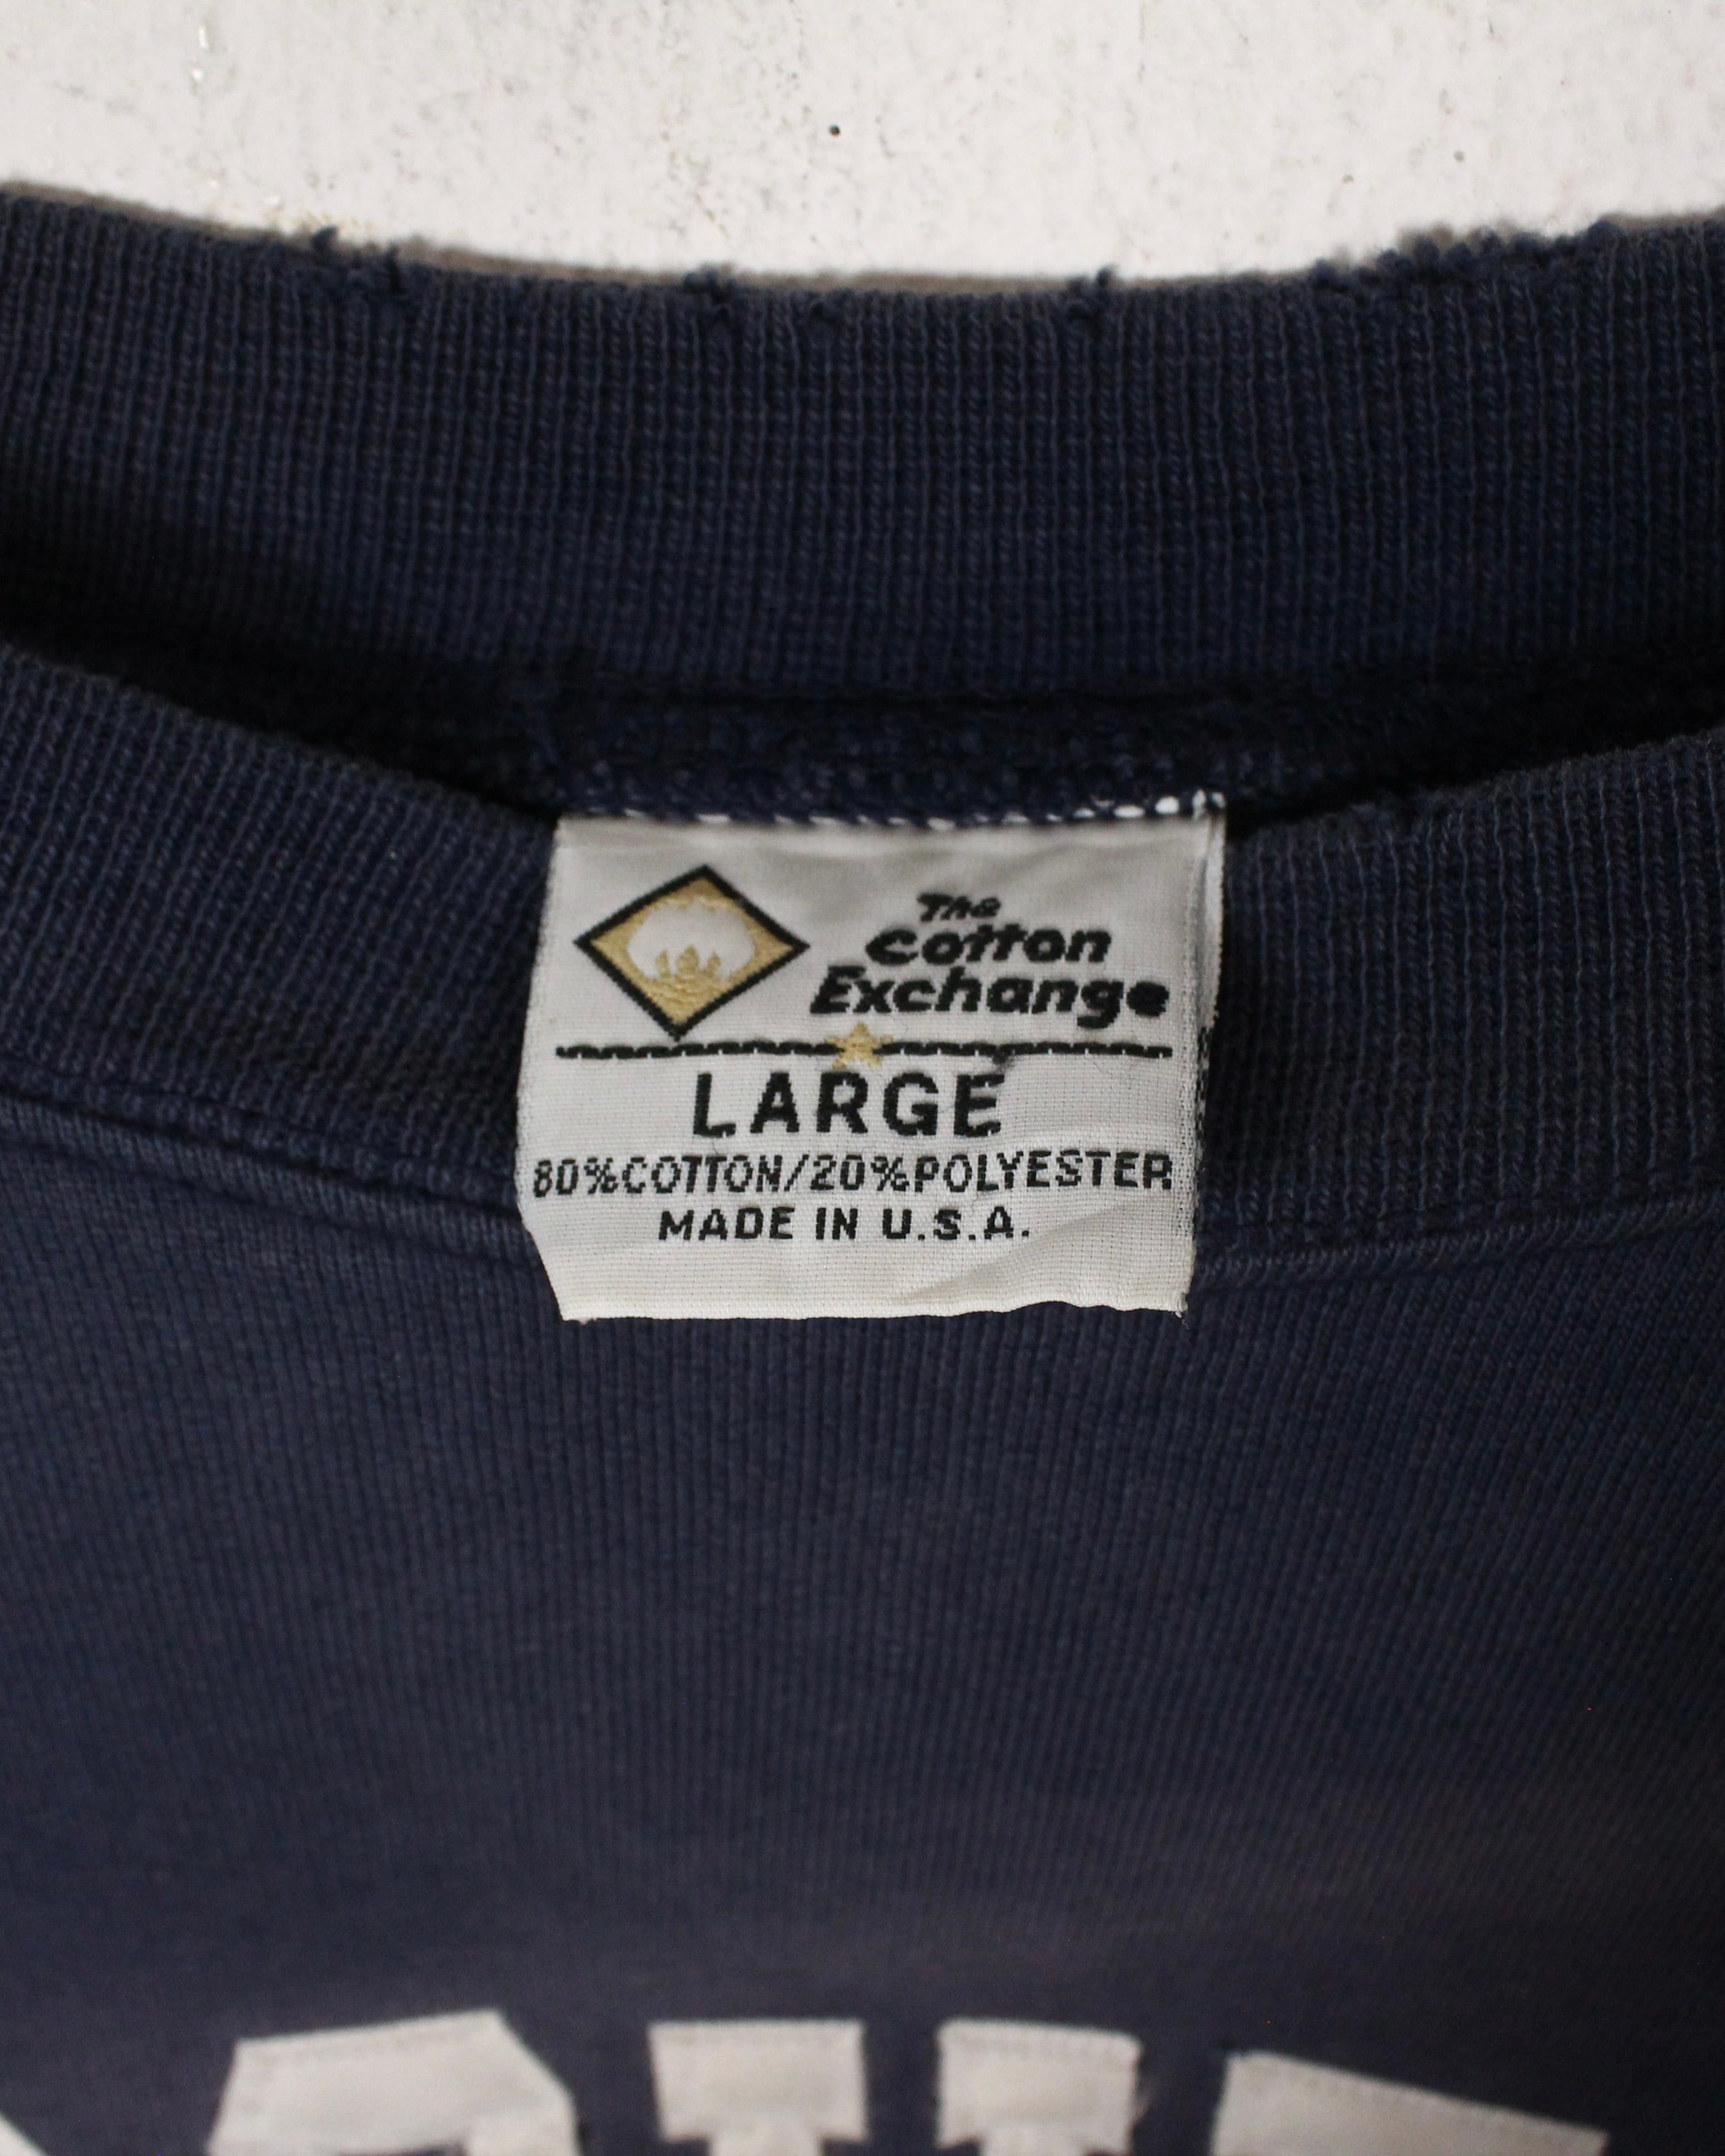 The
Cotton
Exchange
LARGE
80%COTTON/20%POLYESTER
MADE IN U.S.A.